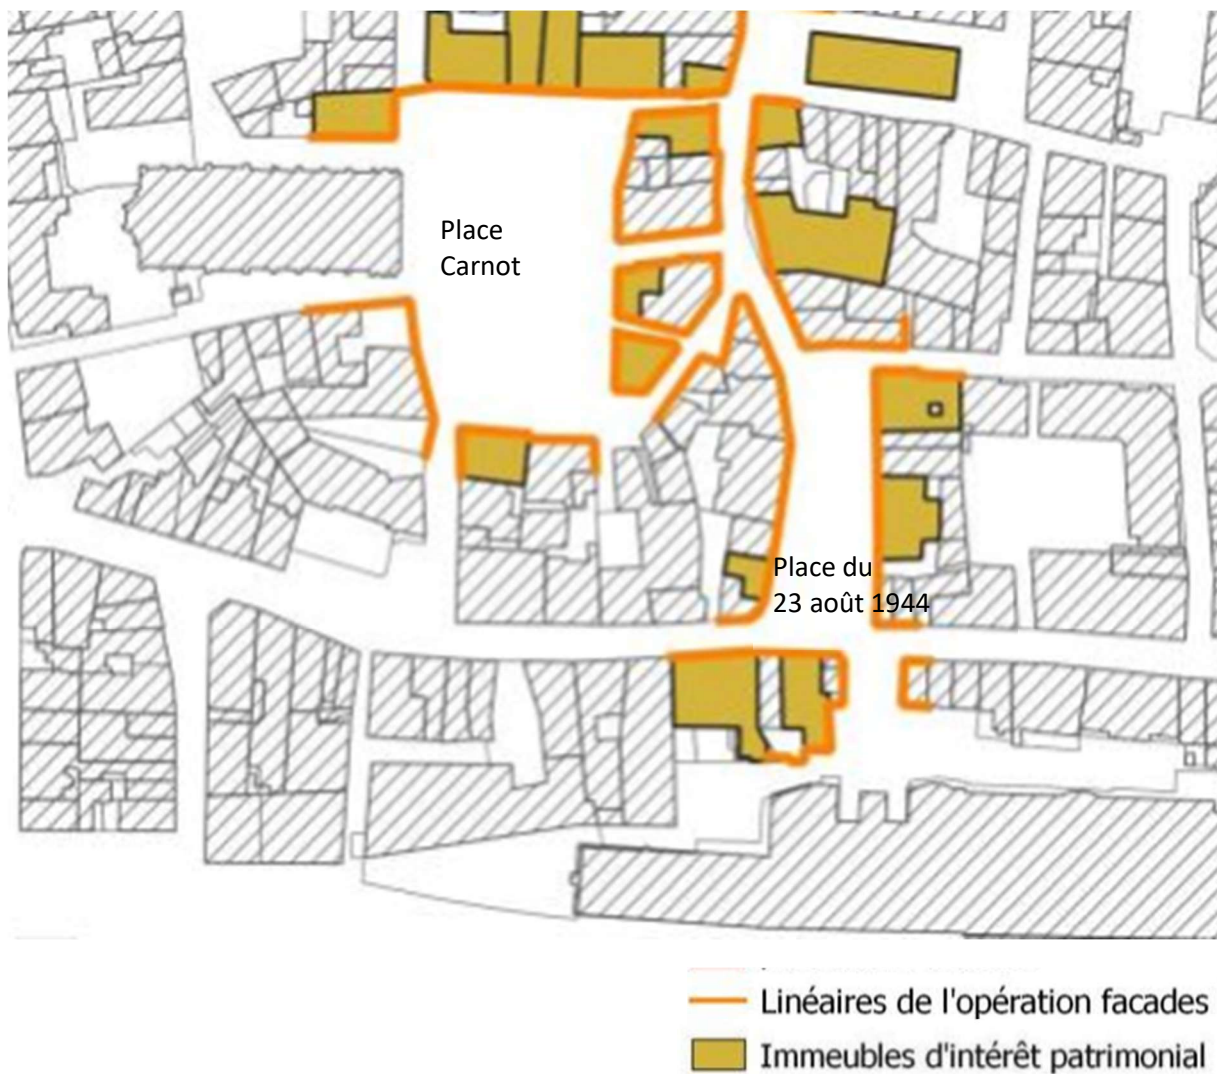 Place
Carnot
Place du
23 août 1944
Linéaires de l'opération facades
Immeubles d'intérêt patrimonial